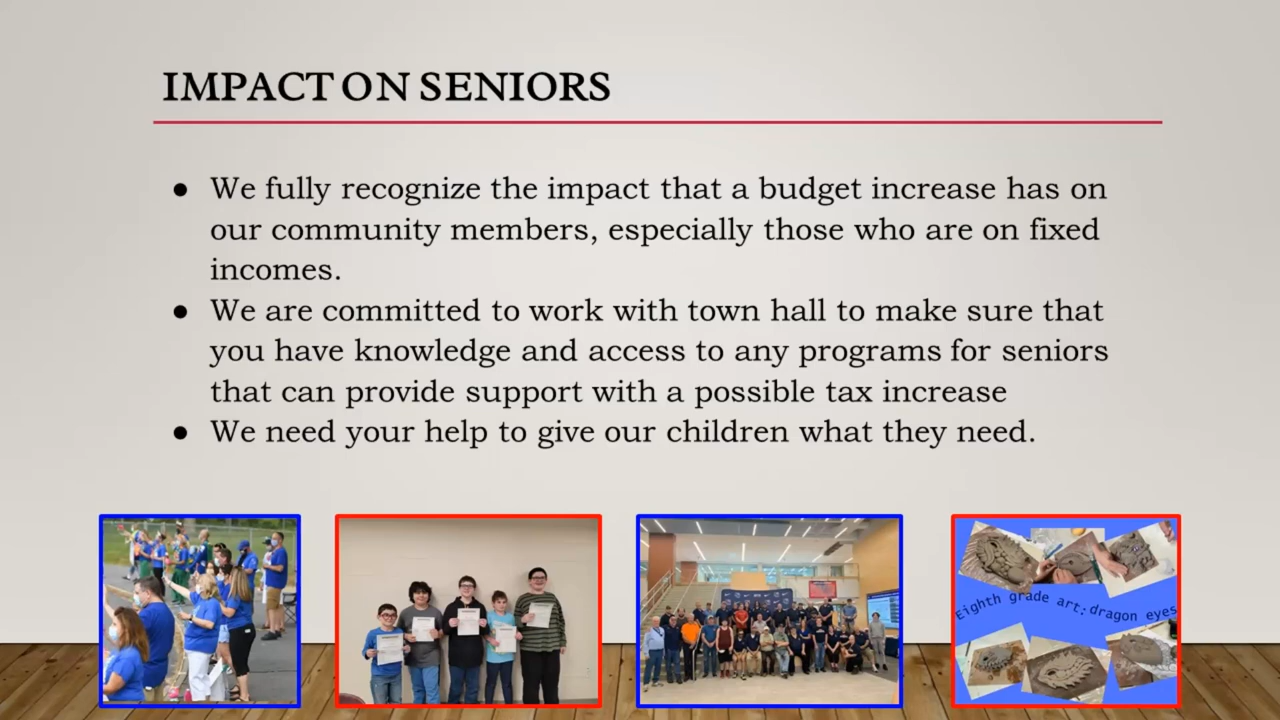 IMPACT ON SENIORS
● We fully recognize the impact that a budget increase has on
our community members, especially those who are on fixed
incomes.
● We are committed to work with town hall to make sure that
you have knowledge and access to any programs for seniors
that can provide support with a possible tax increase
● We need your help to give our children what they need.
Eighth grade art; dragon eyes